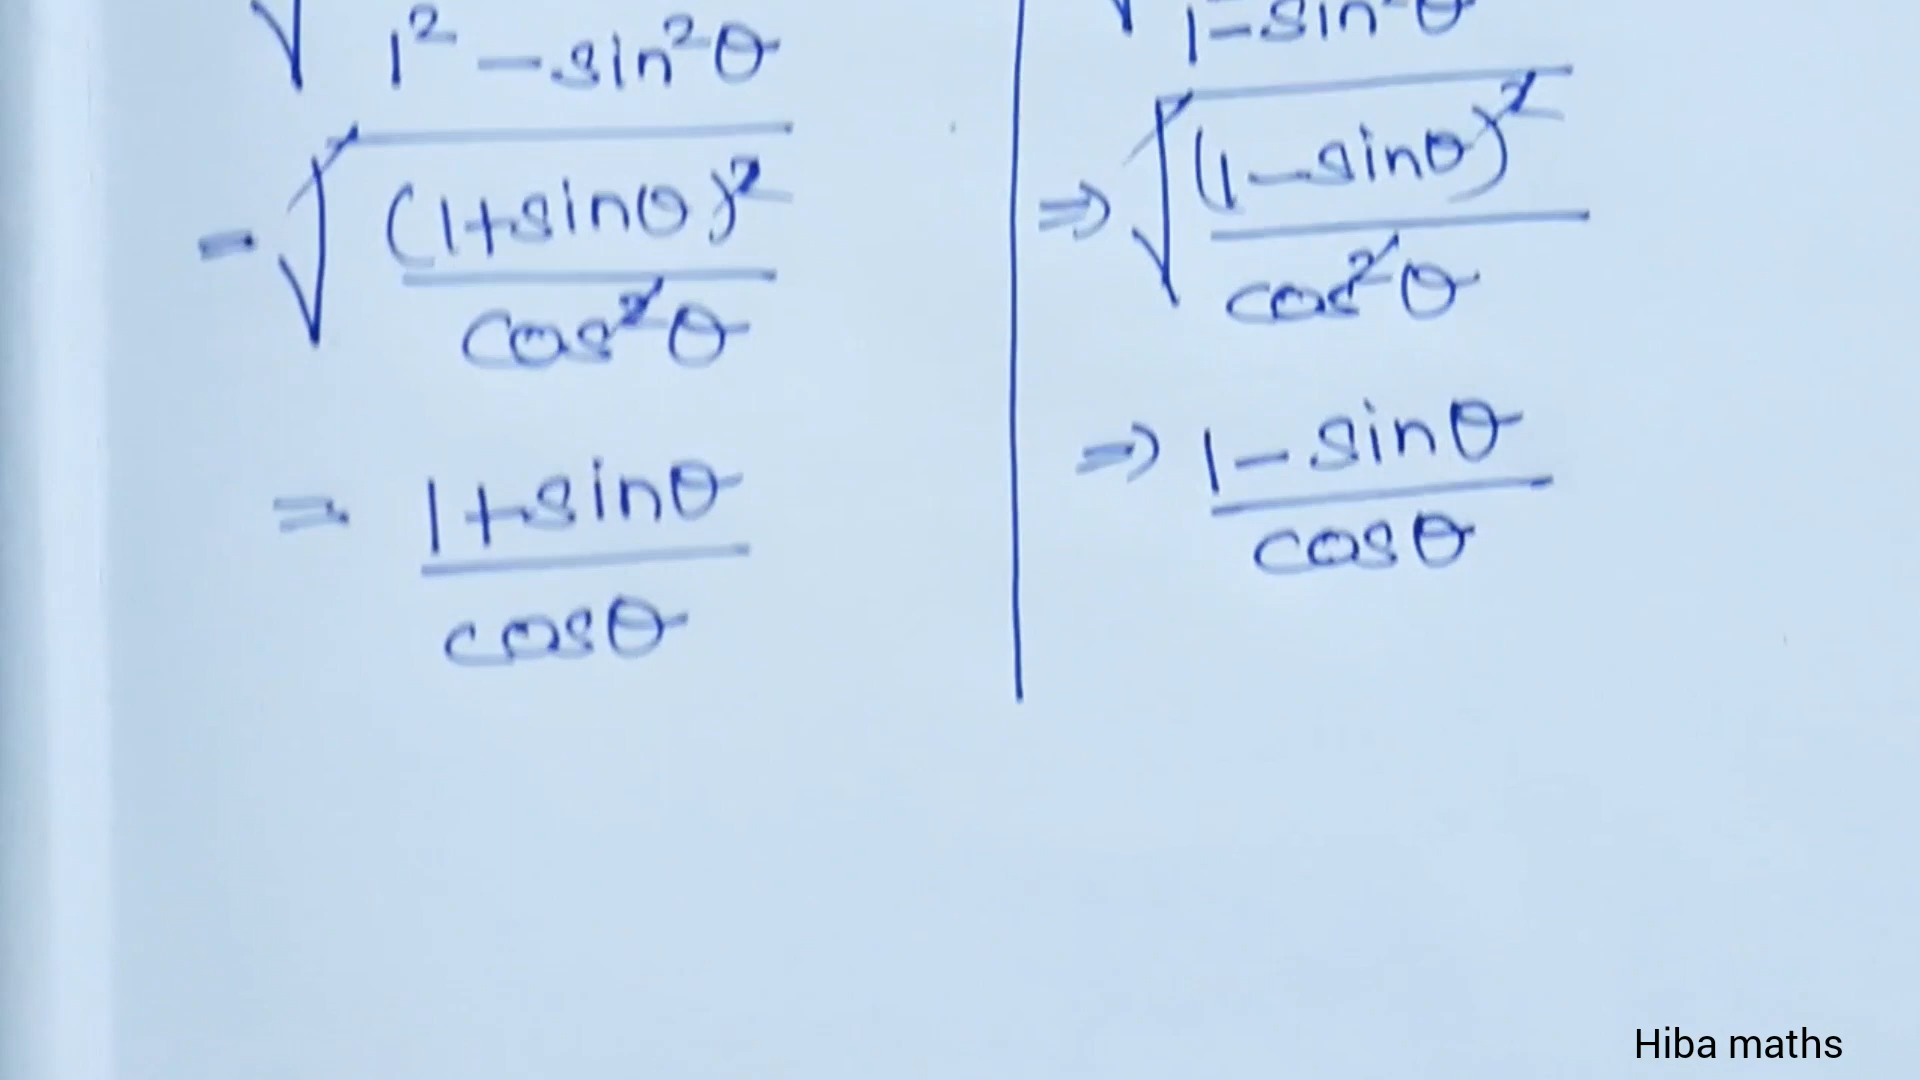 √ 1² – sin²θ
= √ (1+sinθ)² / cos²θ
= 1+sinθ / cosθ
√ 1–sin²θ
⇒ √ (1–sinθ)² / cos²θ
⇒ 1–sinθ / cosθ
Hiba maths